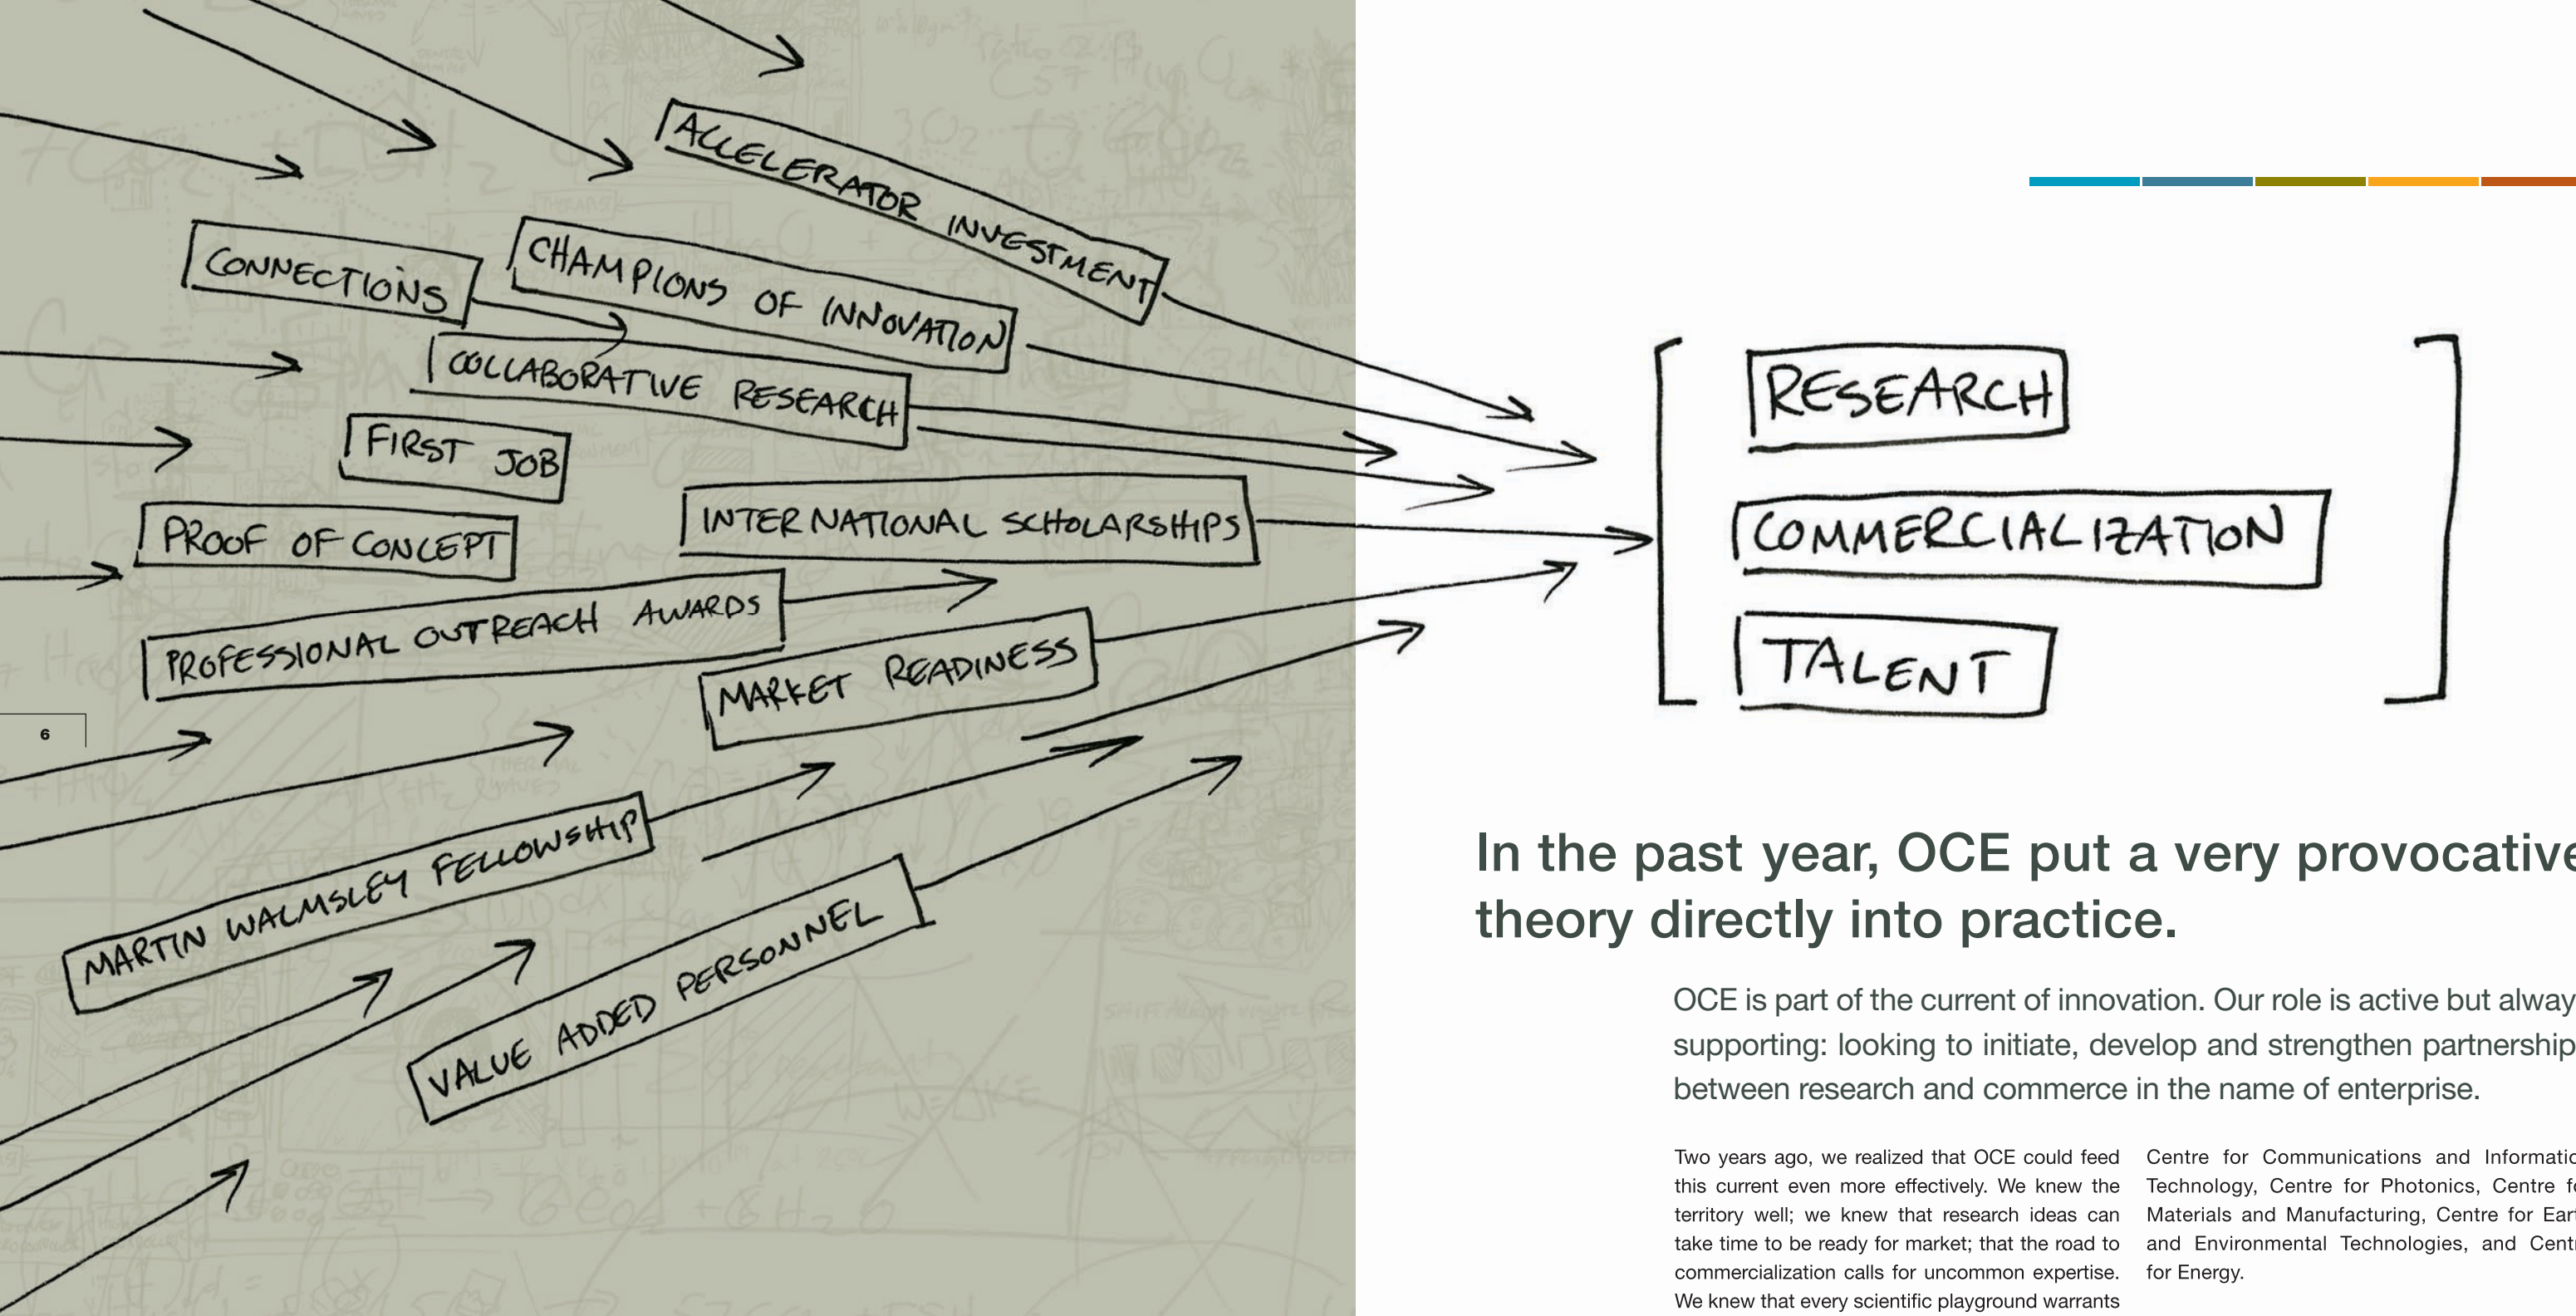 ACCELERATOR INVESTMENT
CONNECTIONS
CHAMPIONS OF INNOVATION
COLLABORATIVE RESEARCH
FIRST JOB
PROOF OF CONCEPT
INTERNATIONAL SCHOLARSHIPS
PROFESSIONAL OUTREACH AWARDS
MARKET READINESS
MARTIN WALMSLEY FELLOWSHIP
VALUE ADDED PERSONNEL
6
RESEARCH
COMMERCIALIZATION
TALENT
In the past year, OCE put a very provocative
theory directly into practice.
OCE is part of the current of innovation. Our role is active but alway
supporting: looking to initiate, develop and strengthen partnership
between research and commerce in the name of enterprise.
Two years ago, we realized that OCE could feed
this current even more effectively. We knew the
territory well; we knew that research ideas can
take time to be ready for market; that the road to
commercialization calls for uncommon expertise.
We knew that every scientific playground warrants
Centre for Communications and Informatio
Technology, Centre for Photonics, Centre fo
Materials and Manufacturing, Centre for Eart
and Environmental Technologies, and Centr
for Energy.